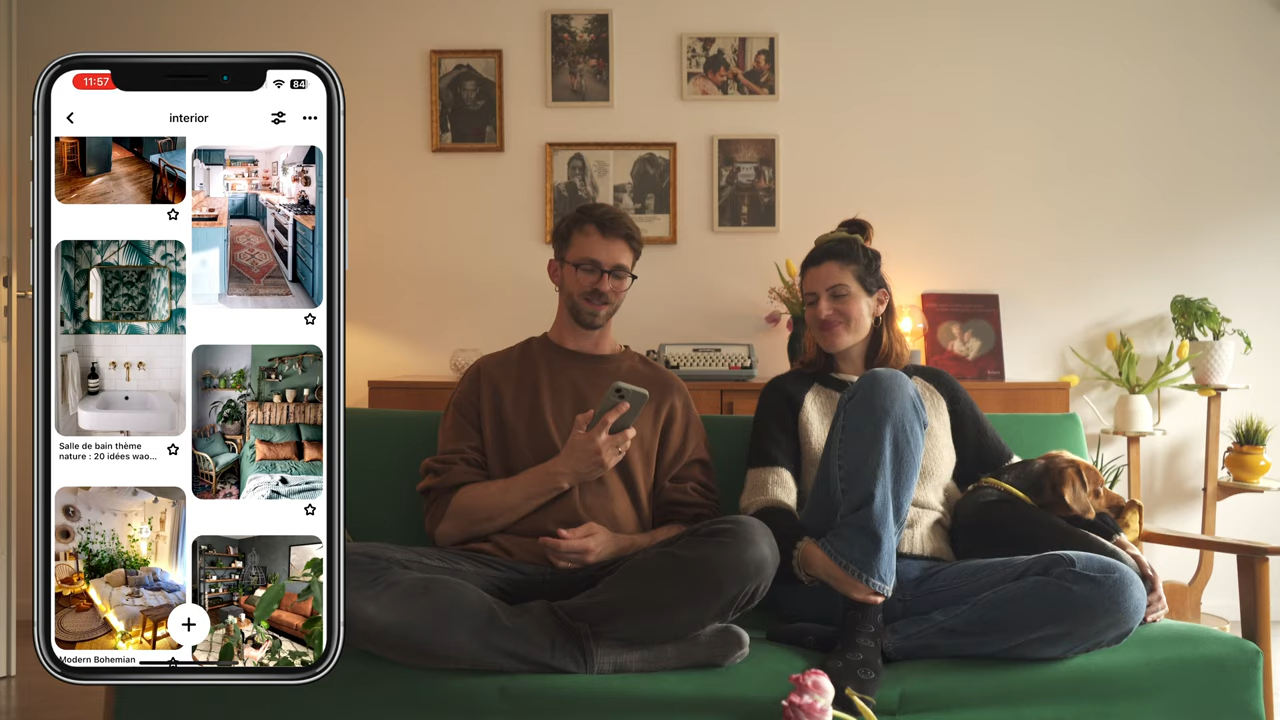 11:57
84
interior
Salle de bain thème
nature : 20 idées wao...
Modern Bohemian